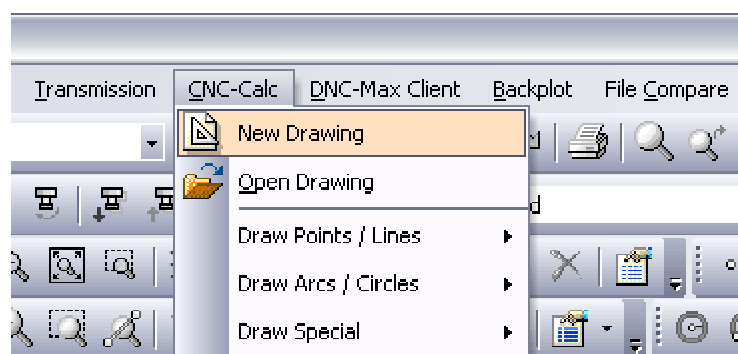 Transmission CNC-Calc DNC-Max Client Backplot File Compare
New Drawing
Open Drawing
d
Draw Points / Lines
Draw Arcs / Circles
Draw Special